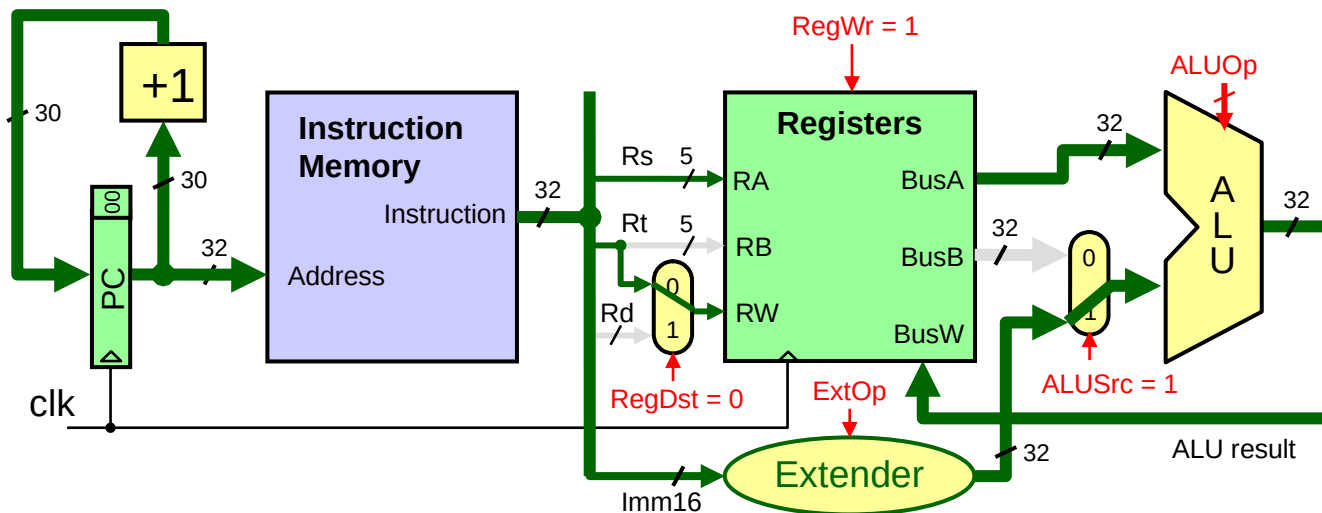 RegWr = 1
ALUOp
+1
30
30
00
PC
32
Instruction
Memory
Instruction
Address
32
Rs
5
Rt
5
Rd
0
1
RegDst = 0
Registers
RA
RB
RW
BusA
BusB
BusW
32
32
0
1
ALUSrc = 1
A
L
U
32
clk
ExtOp
Extender
Imm16
32
ALU result